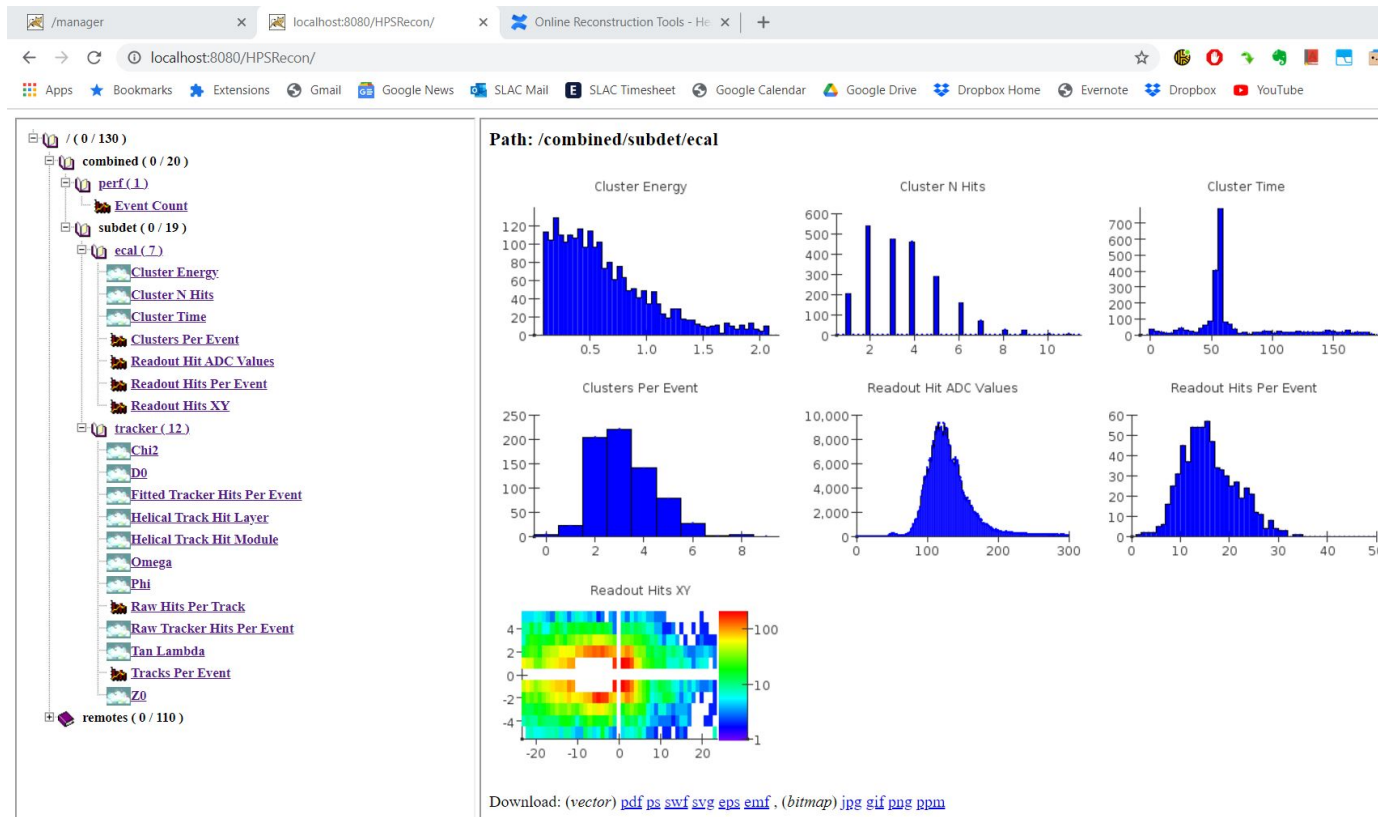 /manager
localhost:8080/HPSRecon/
Online Reconstruction Tools - He
localhost:8080/HPSRecon/
Apps Bookmarks Extensions Gmail Google News SLAC Mail SLAC Timesheet Google Calendar Google Drive Dropbox Home Evernote Dropbox YouTube
/ ( 0 / 130 )
combined ( 0 / 20 )
perf ( 1 )
Event Count
subdet ( 0 / 19 )
ecal ( 7 )
Cluster Energy
Cluster N Hits
Cluster Time
Clusters Per Event
Readout Hit ADC Values
Readout Hits Per Event
Readout Hits XY
tracker ( 12 )
Chi2
D0
Fitted Tracker Hits Per Event
Helical Track Hit Layer
Helical Track Hit Module
Omega
Phi
Raw Hits Per Track
Raw Tracker Hits Per Event
Tan Lambda
Tracks Per Event
Z0
remotes ( 0 / 110 )
Path: /combined/subdet/ecal
Cluster Energy
120
100
80
60
40
20
0
0.5 1.0 1.5 2.0
Cluster N Hits
600
500
400
300
200
100
0
2 4 6 8 10
Cluster Time
700
600
500
400
300
200
100
0
0 50 100 150
Clusters Per Event
250
200
150
100
50
0
0 2 4 6 8
Readout Hit ADC Values
10,000
8,000
6,000
4,000
2,000
0
0 100 200 300
Readout Hits Per Event
60
50
40
30
20
10
0
0 10 20 30 40
Readout Hits XY
4
2
0
-2
-4
-20 -10 0 10 20
100
10
1
Download: (vector) pdf ps swf svg eps emf , (bitmap) jpg gif png ppm